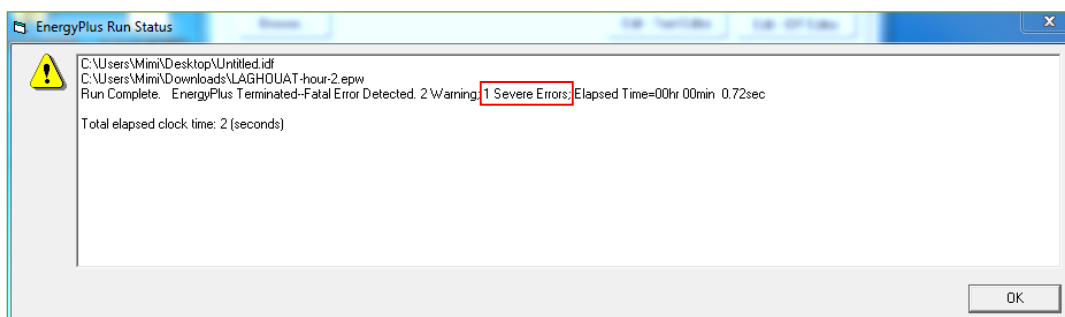 EnergyPlus Run Status
x
C:\Users\Mimi\Desktop\Untitled.idf
C:\Users\Mimi\Downloads\LAGHOUAT-hour-2.epw
Run Complete.   EnergyPlus Terminated--Fatal Error Detected. 2 Warning; 1 Severe Errors; Elapsed Time=00hr 00min  0.72sec
Total elapsed clock time: 2 (seconds)
OK